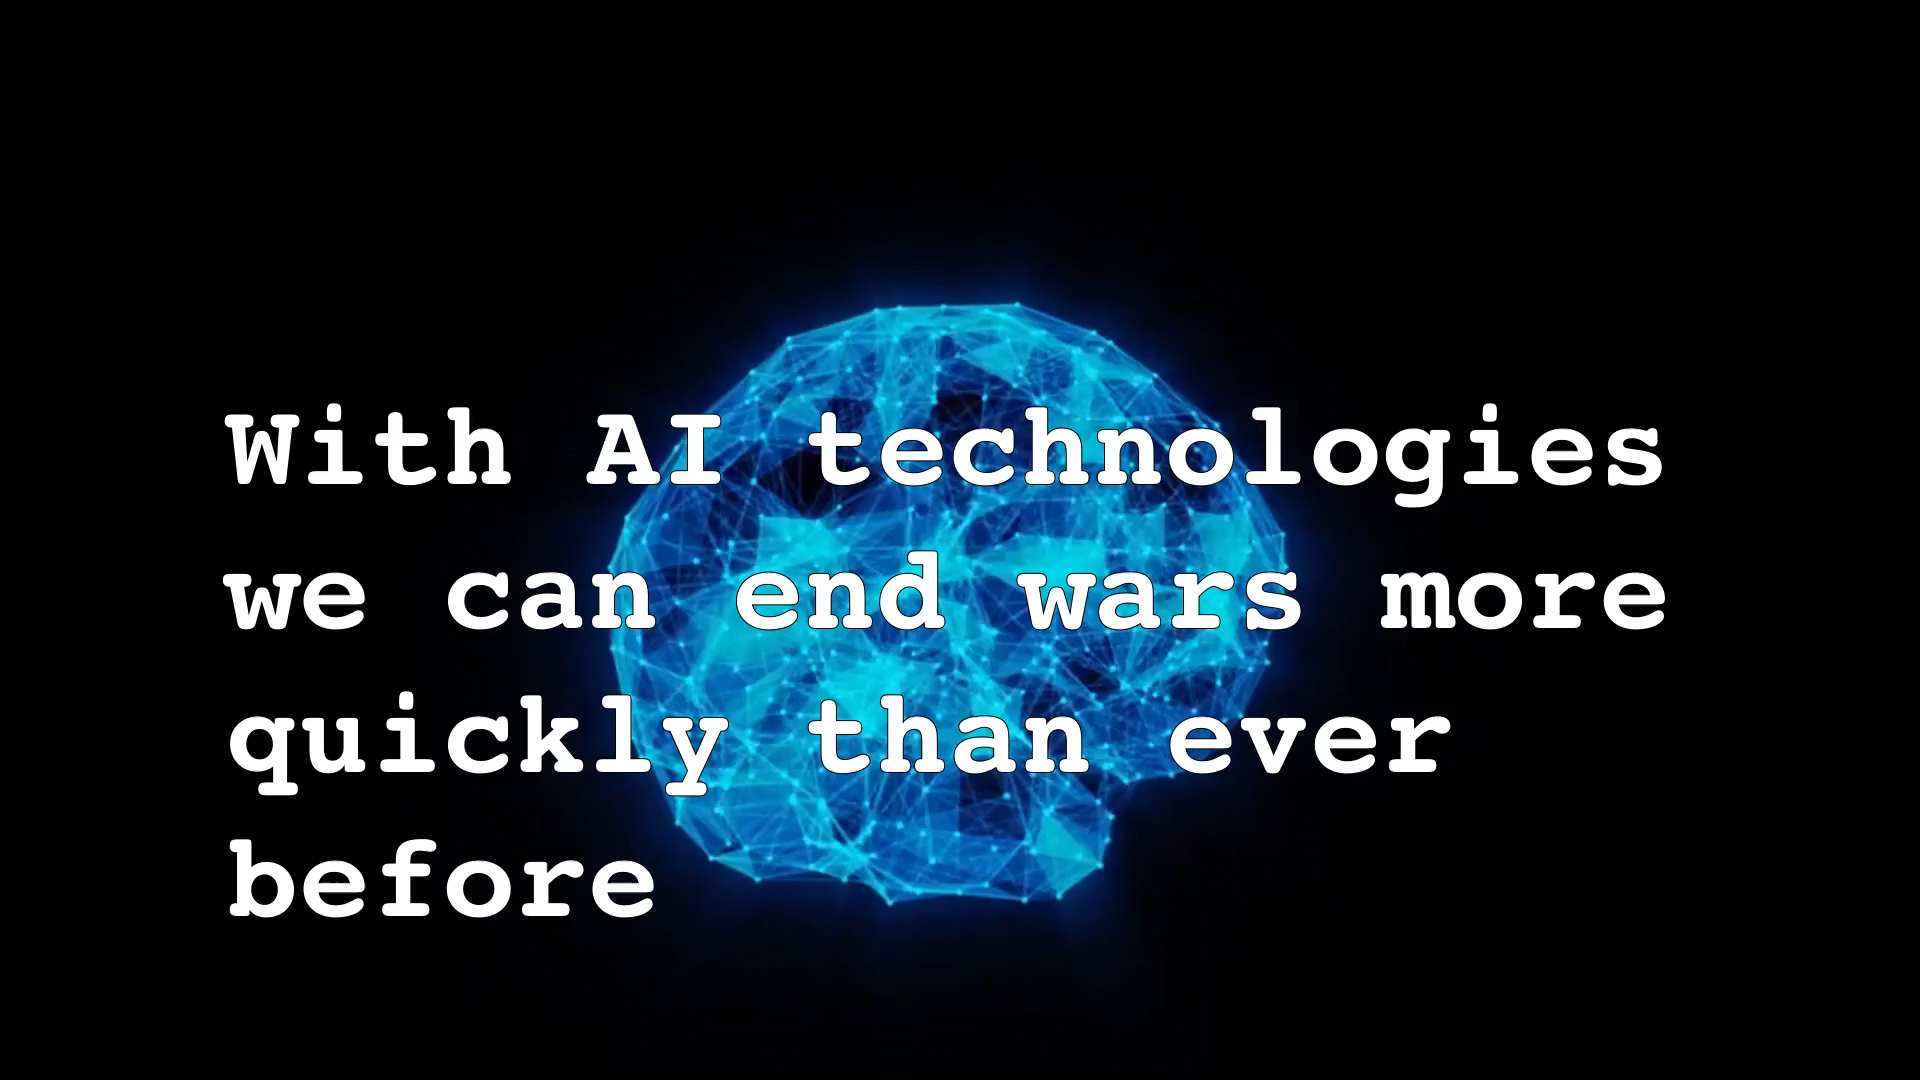 With AI technologies
we can end wars more
quickly than ever
before